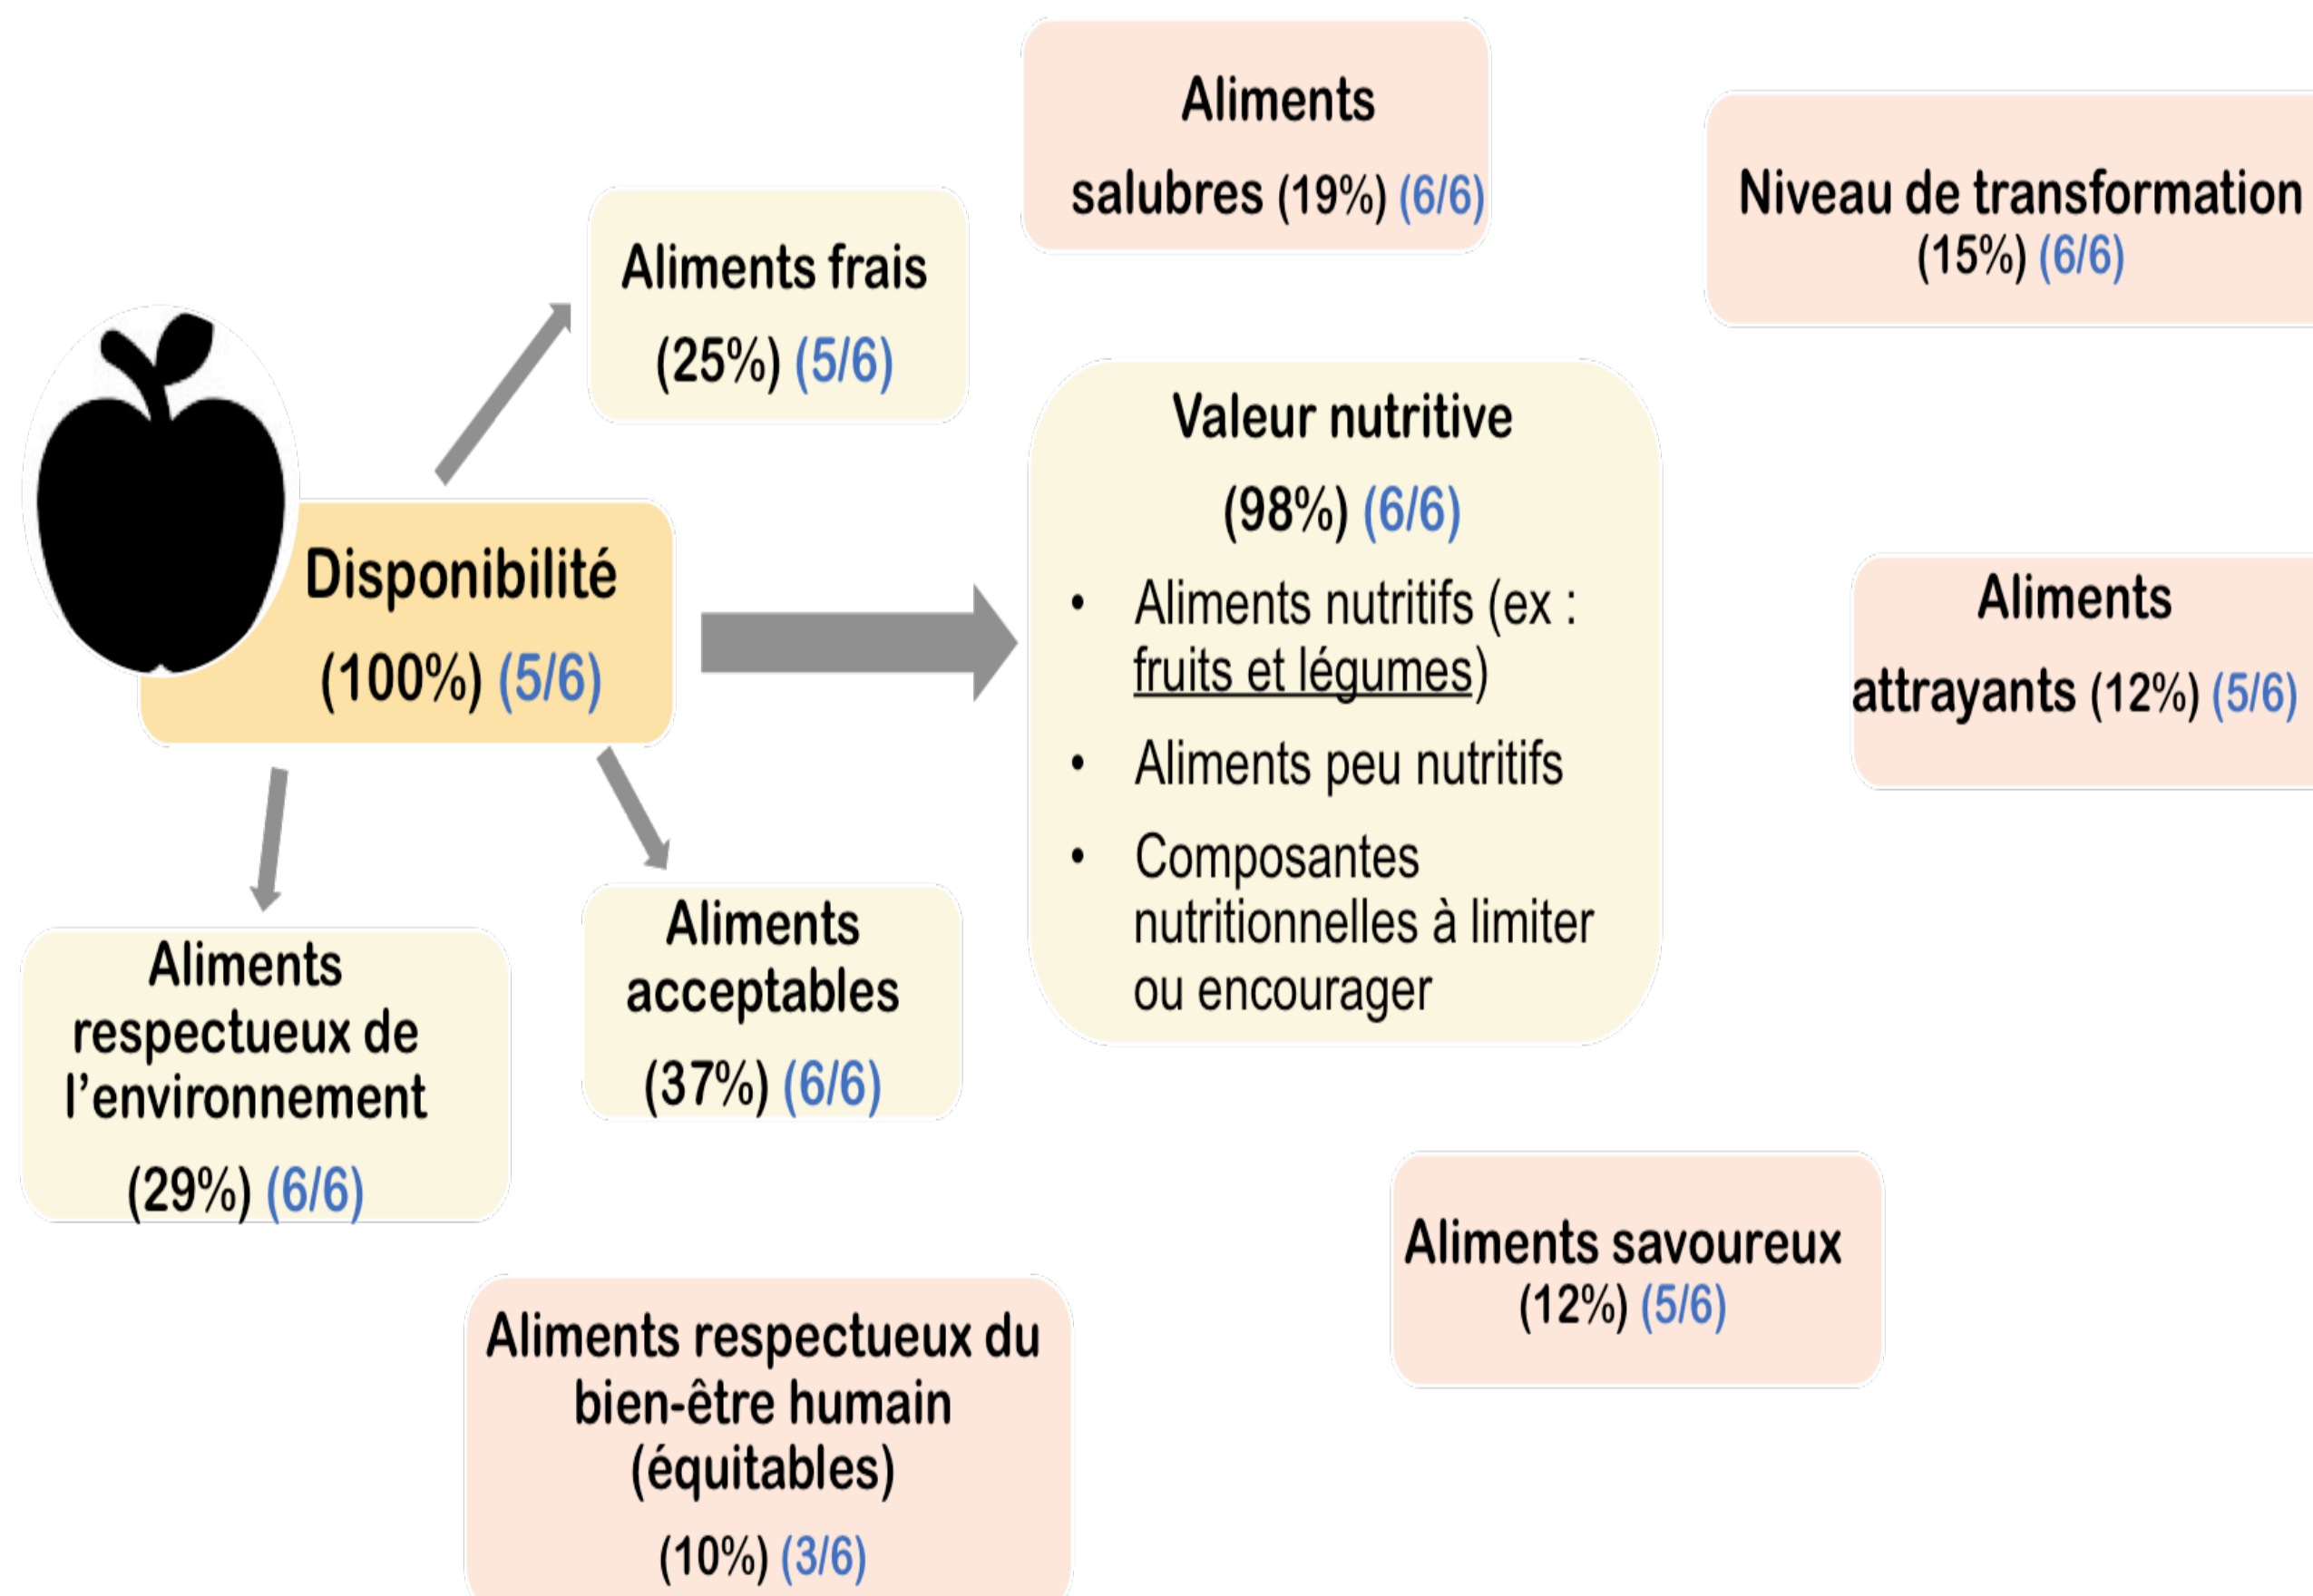 Aliments
salubres (19%) (6/6)
Niveau de transformation
(15%) (6/6)
Aliments frais
(25%) (5/6)
Disponibilité
(100%) (5/6)
Valeur nutritive
(98%) (6/6)
• Aliments nutritifs (ex :
fruits et légumes)
• Aliments peu nutritifs
• Composantes
nutritionnelles à limiter
ou encourager
Aliments
attrayants (12%) (5/6)
Aliments
respectueux de
l’environnement
(29%) (6/6)
Aliments
acceptables
(37%) (6/6)
Aliments savoureux
(12%) (5/6)
Aliments respectueux du
bien-être humain
(équitables)
(10%) (3/6)